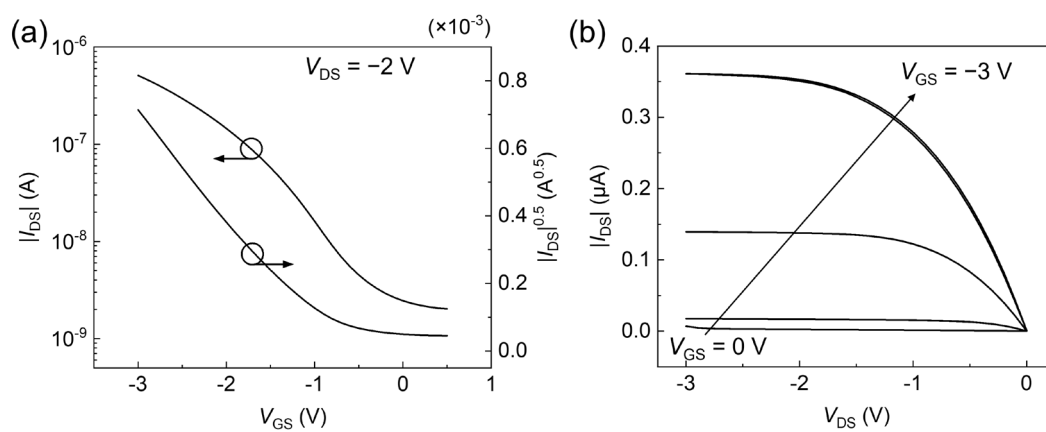 (a)
(×10⁻³)
V_DS = −2 V
10⁻⁶
10⁻⁷
10⁻⁸
10⁻⁹
|I_DS| (A)
0.8
0.6
0.4
0.2
0.0
|I_DS|^0.5 (A^0.5)
-3 -2 -1 0 1
V_GS (V)
(b)
V_GS = −3 V
V_GS = 0 V
0.4
0.3
0.2
0.1
0.0
|I_DS| (μA)
-3 -2 -1 0
V_DS (V)